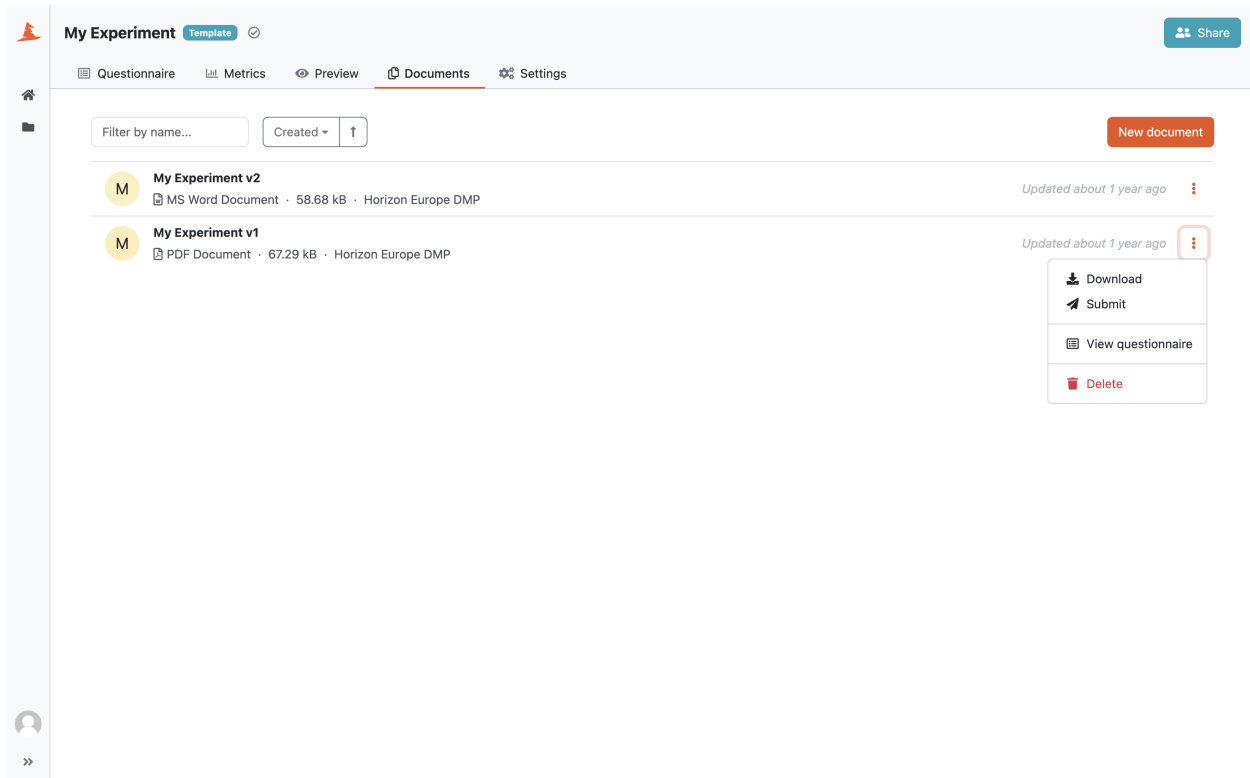 My Experiment Template
Share
Questionnaire Metrics Preview Documents Settings
Filter by name... Created
New document
M
My Experiment v2
MS Word Document · 58.68 kB · Horizon Europe DMP
Updated about 1 year ago
M
My Experiment v1
PDF Document · 67.29 kB · Horizon Europe DMP
Updated about 1 year ago
Download
Submit
View questionnaire
Delete